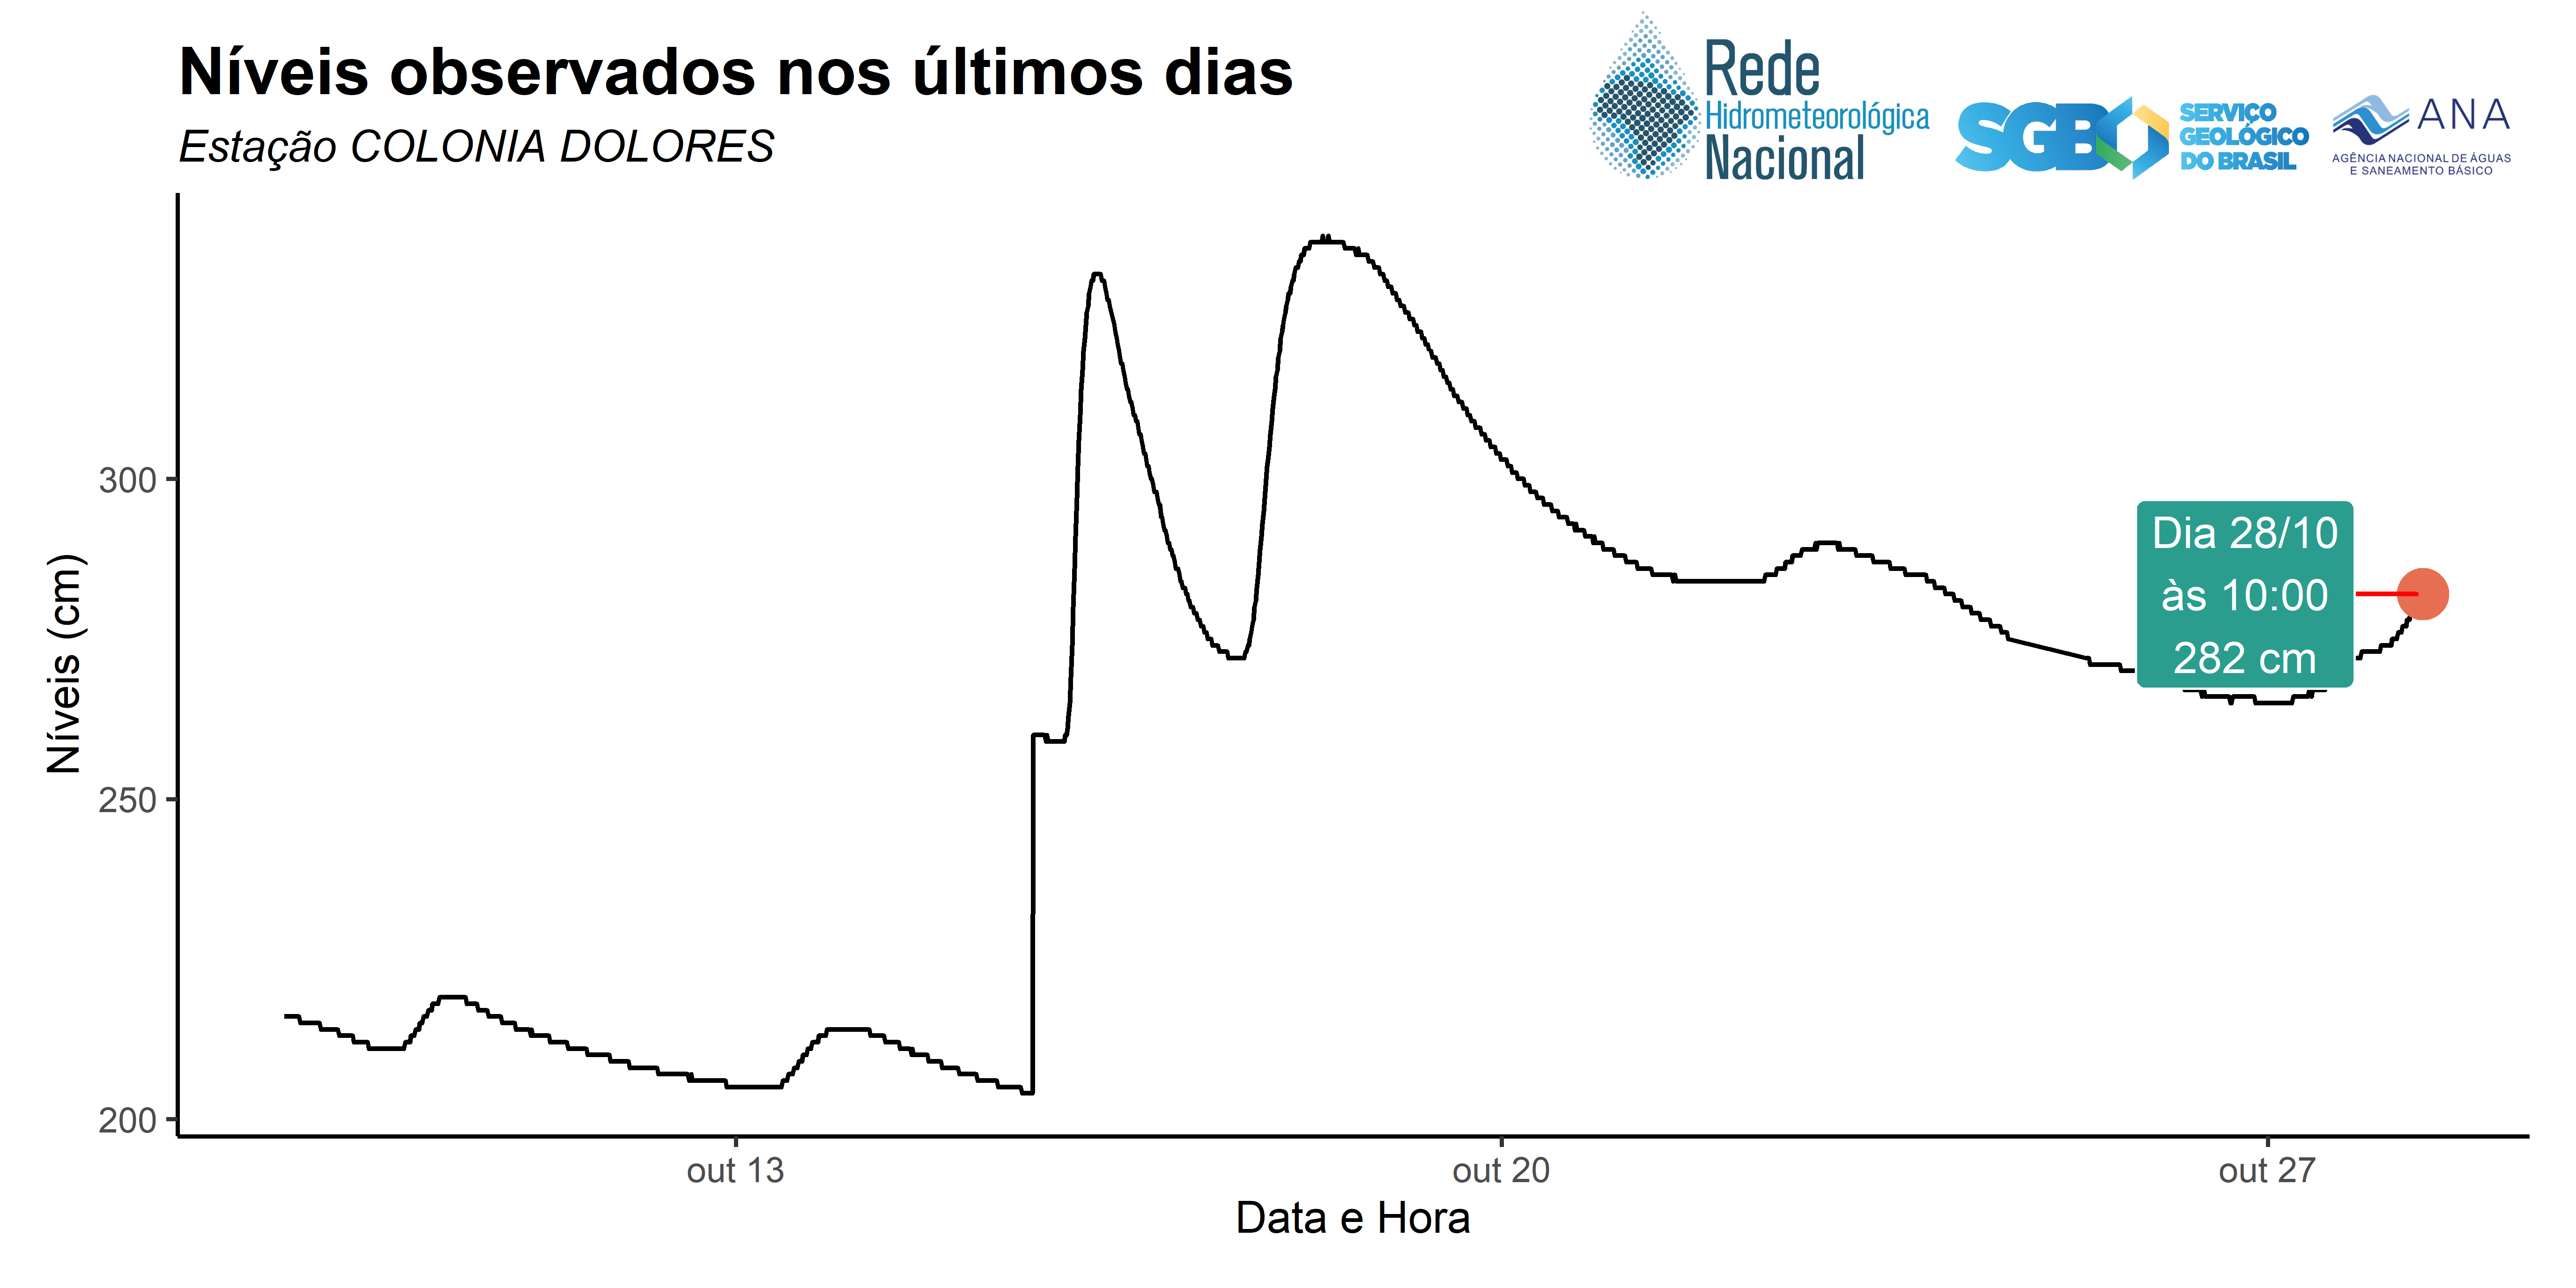 Níveis observados nos últimos dias
Estação COLONIA DOLORES
Rede
Hidrometeorológica
Nacional
SGB
SERVIÇO
GEOLÓGICO
DO BRASIL
ANA
AGÊNCIA NACIONAL DE ÁGUAS
E SANEAMENTO BÁSICO
Níveis (cm)
300
250
200
Dia 28/10
às 10:00
282 cm
out 13
out 20
out 27
Data e Hora